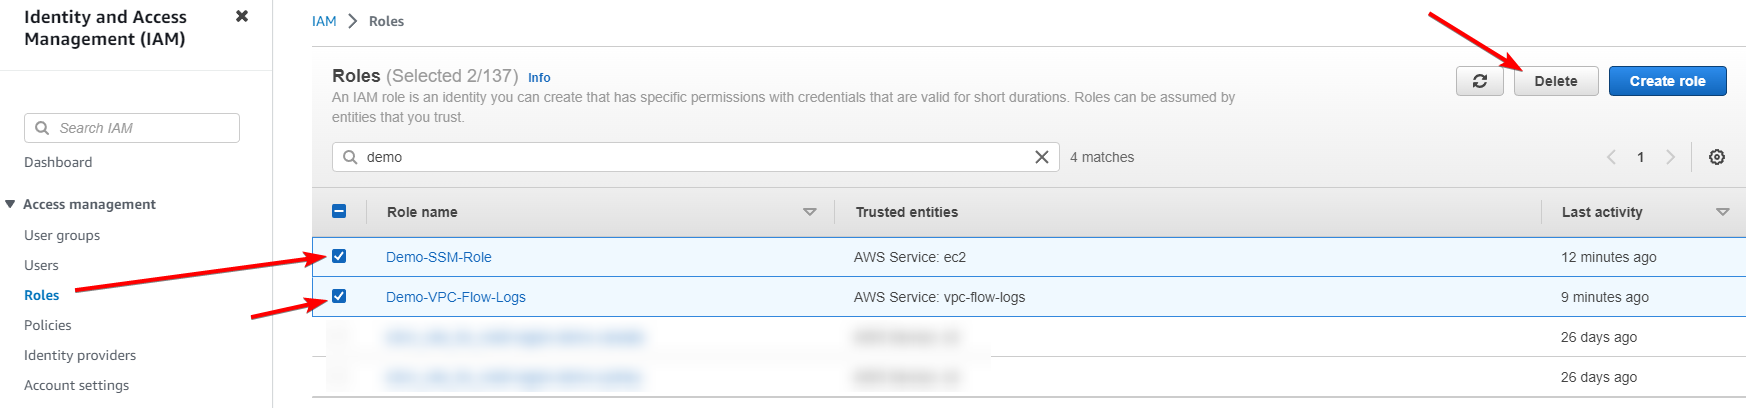 Identity and Access
Management (IAM)
Search IAM
Dashboard
Access management
User groups
Users
Roles
Policies
Identity providers
Account settings
IAM > Roles
Roles (Selected 2/137) Info
An IAM role is an identity you can create that has specific permissions with credentials that are valid for short durations. Roles can be assumed by
entities that you trust.
Delete
Create role
demo
4 matches
1
Role name Trusted entities Last activity
Demo-SSM-Role AWS Service: ec2 12 minutes ago
Demo-VPC-Flow-Logs AWS Service: vpc-flow-logs 9 minutes ago
26 days ago
26 days ago